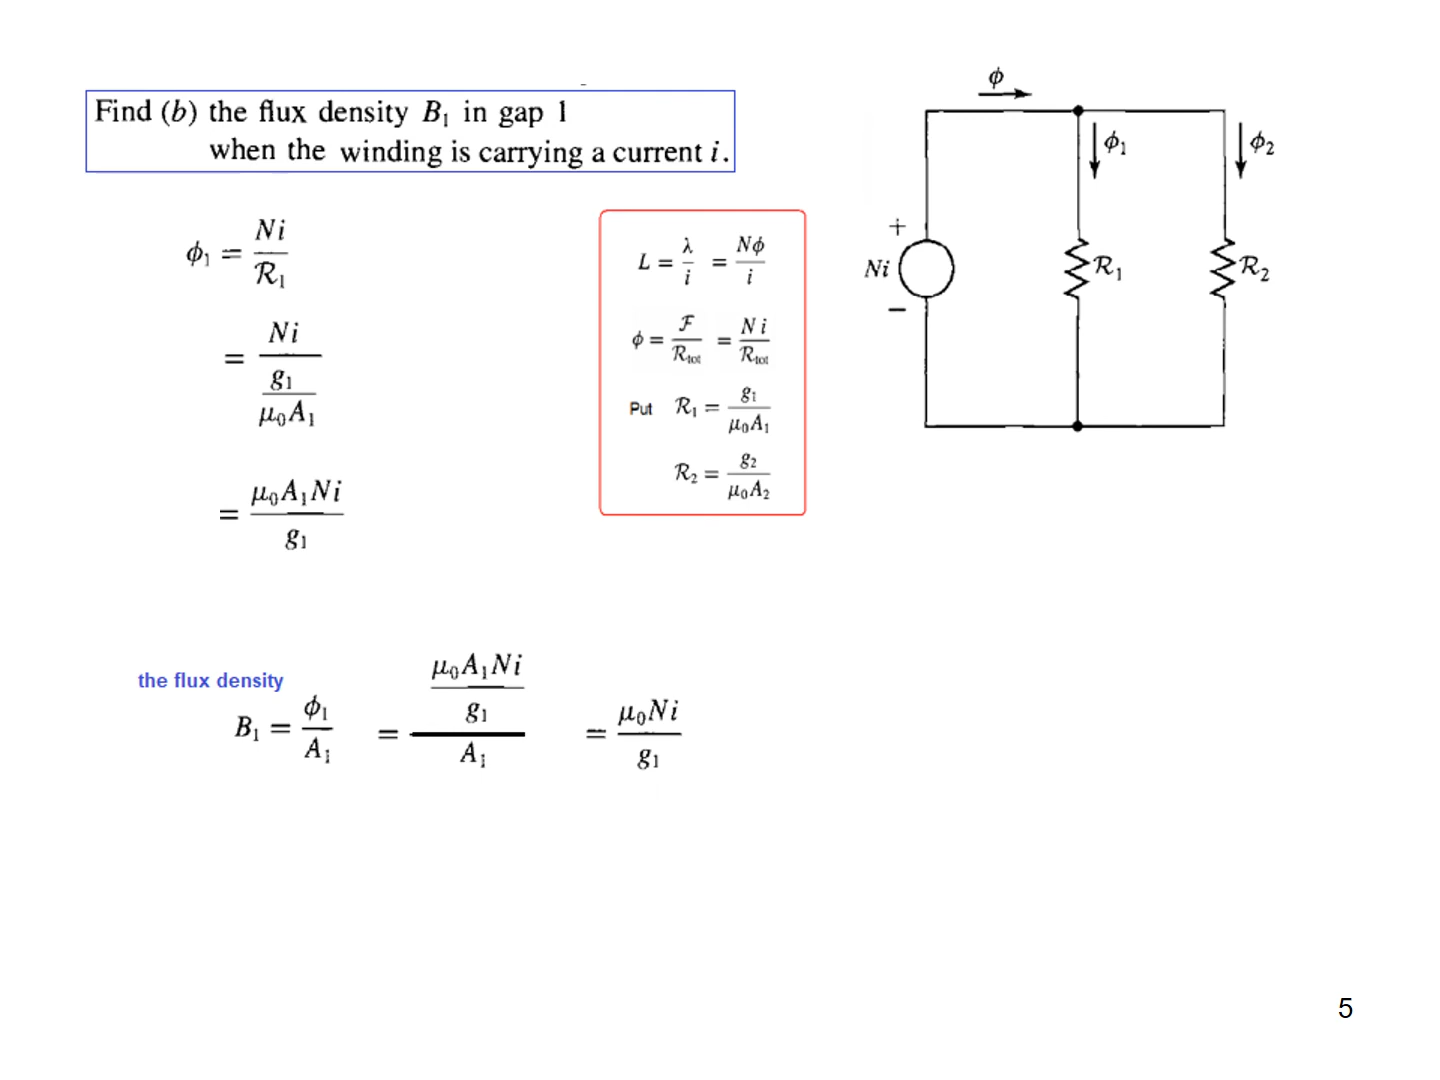 Find (b) the flux density B₁ in gap 1
when the winding is carrying a current i.
ϕ₁ = Ni / ℛ₁
= Ni / (g₁ / μ₀A₁)
= μ₀A₁Ni / g₁
L = λ / i = Nϕ / i
ϕ = ℱ / ℛtot = N i / ℛtot
Put ℛ₁ = g₁ / μ₀A₁
ℛ₂ = g₂ / μ₀A₂
ϕ
ϕ₁
ϕ₂
+
Ni
−
ℛ₁
ℛ₂
the flux density
B₁ = ϕ₁ / A₁ = (μ₀A₁Ni / g₁) / A₁ = μ₀Ni / g₁
5